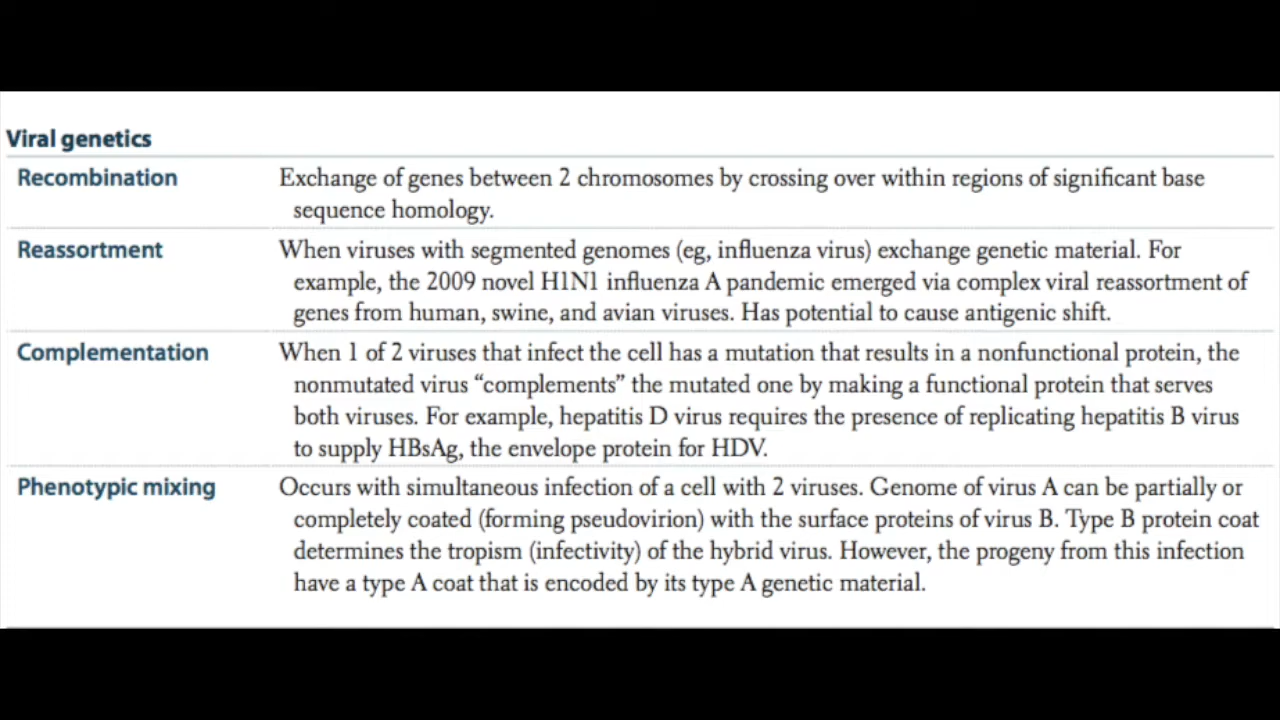 Viral genetics
Recombination Exchange of genes between 2 chromosomes by crossing over within regions of significant base
sequence homology.
Reassortment When viruses with segmented genomes (eg, influenza virus) exchange genetic material. For
example, the 2009 novel H1N1 influenza A pandemic emerged via complex viral reassortment of
genes from human, swine, and avian viruses. Has potential to cause antigenic shift.
Complementation When 1 of 2 viruses that infect the cell has a mutation that results in a nonfunctional protein, the
nonmutated virus “complements” the mutated one by making a functional protein that serves
both viruses. For example, hepatitis D virus requires the presence of replicating hepatitis B virus
to supply HBsAg, the envelope protein for HDV.
Phenotypic mixing Occurs with simultaneous infection of a cell with 2 viruses. Genome of virus A can be partially or
completely coated (forming pseudovirion) with the surface proteins of virus B. Type B protein coat
determines the tropism (infectivity) of the hybrid virus. However, the progeny from this infection
have a type A coat that is encoded by its type A genetic material.